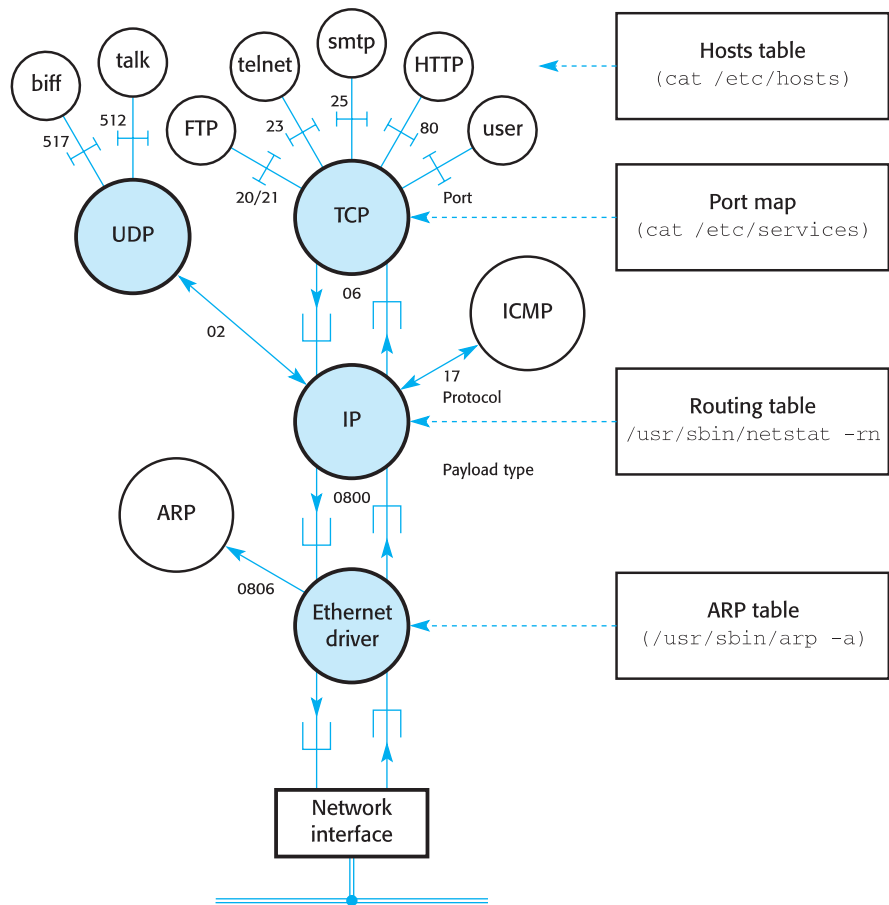 smtp
Hosts table
(cat /etc/hosts)
talk
telnet
HTTP
biff
25
512
FTP
23
80
user
517
20/21
Port
Port map
(cat /etc/services)
TCP
UDP
06
ICMP
02
17
Protocol
IP
Routing table
/usr/sbin/netstat -rn
Payload type
0800
ARP
0806
Ethernet
driver
ARP table
(/usr/sbin/arp -a)
Network
interface